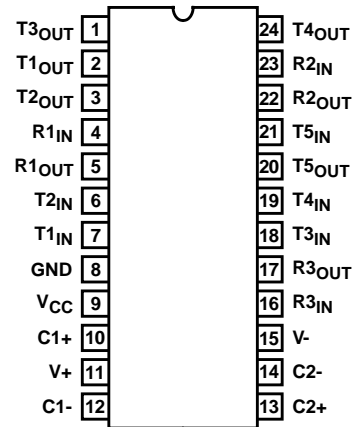 T3OUT 1 24 T4OUT
T1OUT 2 23 R2IN
T2OUT 3 22 R2OUT
R1IN 4 21 T5IN
R1OUT 5 20 T5OUT
T2IN 6 19 T4IN
T1IN 7 18 T3IN
GND 8 17 R3OUT
VCC 9 16 R3IN
C1+ 10 15 V-
V+ 11 14 C2-
C1- 12 13 C2+